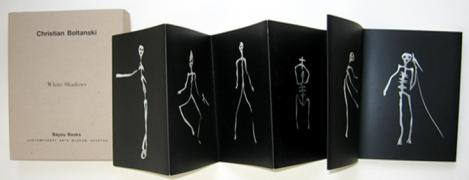 Christian Boltanski
White Shadows
Bayou Books
CONTEMPORARY ARTS MUSEUM, HOUSTON